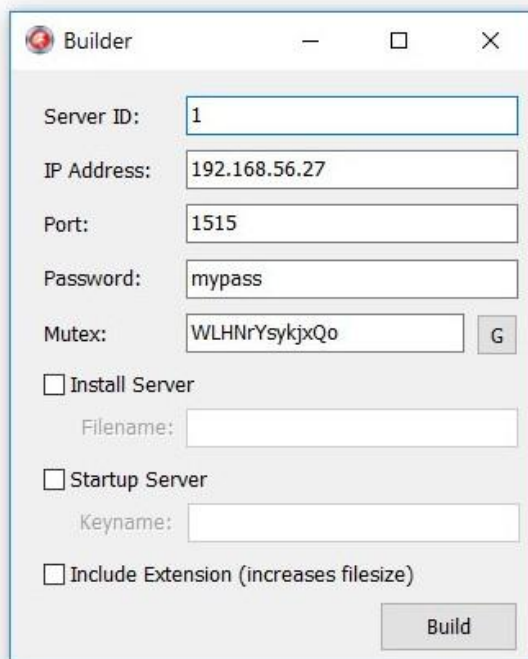 Builder
Server ID: 1
IP Address: 192.168.56.27
Port: 1515
Password: mypass
Mutex: WLHNrYsykjxQo G
Install Server
Filename:
Startup Server
Keyname:
Include Extension (increases filesize)
Build